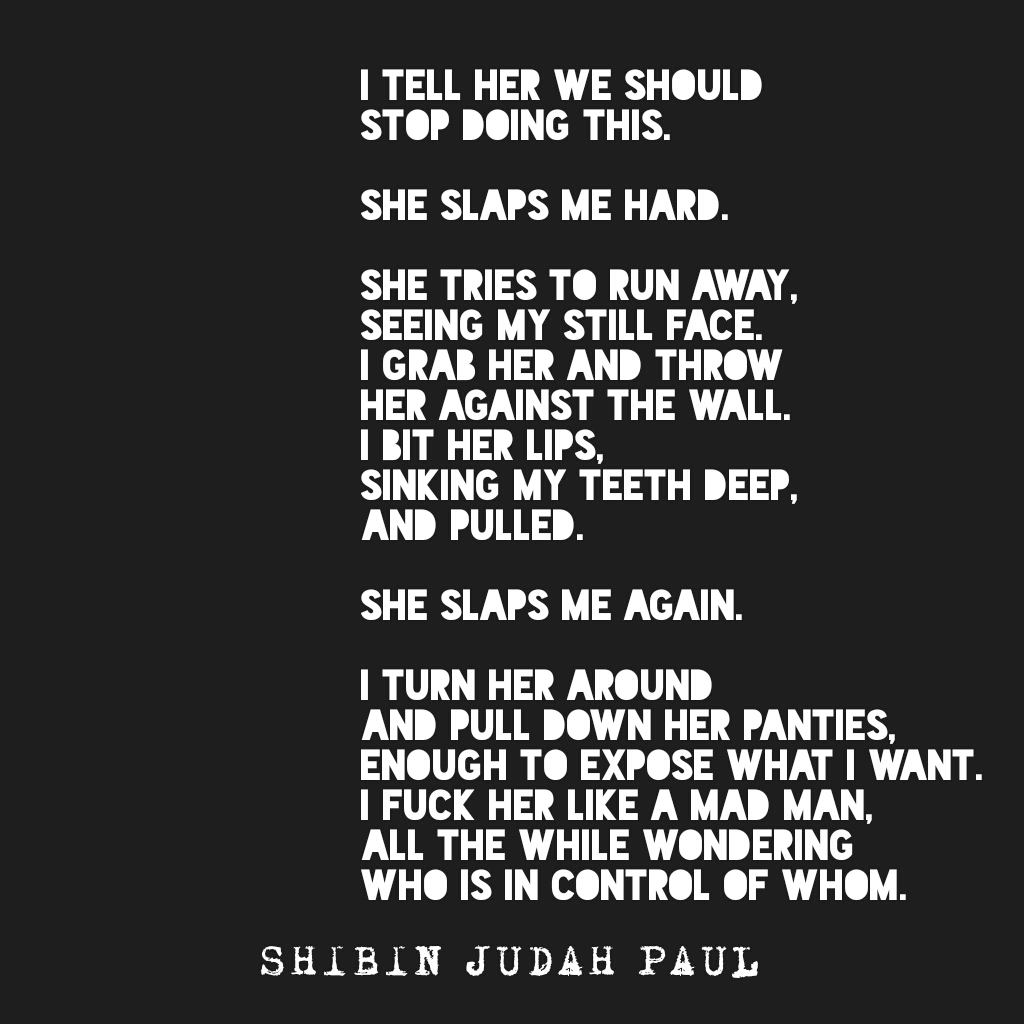 I TELL HER WE SHOULD
STOP DOING THIS.
SHE SLAPS ME HARD.
SHE TRIES TO RUN AWAY,
SEEING MY STILL FACE.
I GRAB HER AND THROW
HER AGAINST THE WALL.
I BIT HER LIPS,
SINKING MY TEETH DEEP,
AND PULLED.
SHE SLAPS ME AGAIN.
I TURN HER AROUND
AND PULL DOWN HER PANTIES,
ENOUGH TO EXPOSE WHAT I WANT.
I FUCK HER LIKE A MAD MAN,
ALL THE WHILE WONDERING
WHO IS IN CONTROL OF WHOM.
SHIBIN JUDAH PAUL